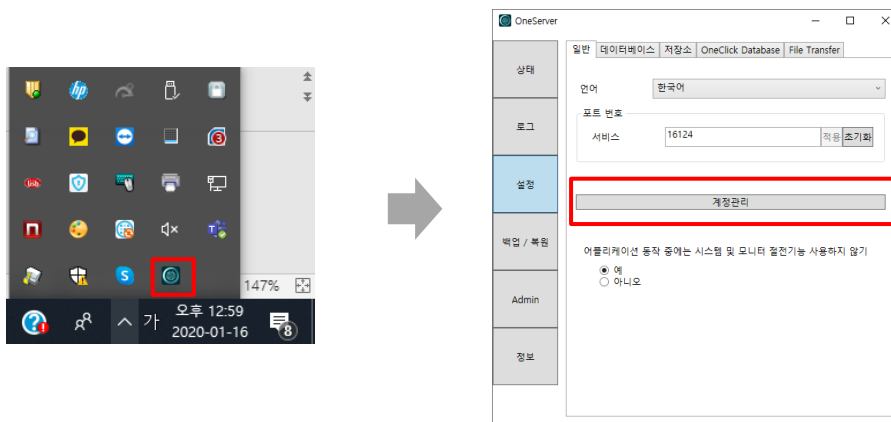 147%
가
오후 12:59
2020-01-16
8
hp
3
lish
n
S
T
OneServer
상태
로그
설정
백업 / 복원
Admin
정보
일반 데이터베이스 저장소 OneClick Database File Transfer
언어 한국어
포트 번호
서비스 16124 적용 초기화
계정관리
어플리케이션 동작 중에는 시스템 및 모니터 절전기능 사용하지 않기
예
아니오